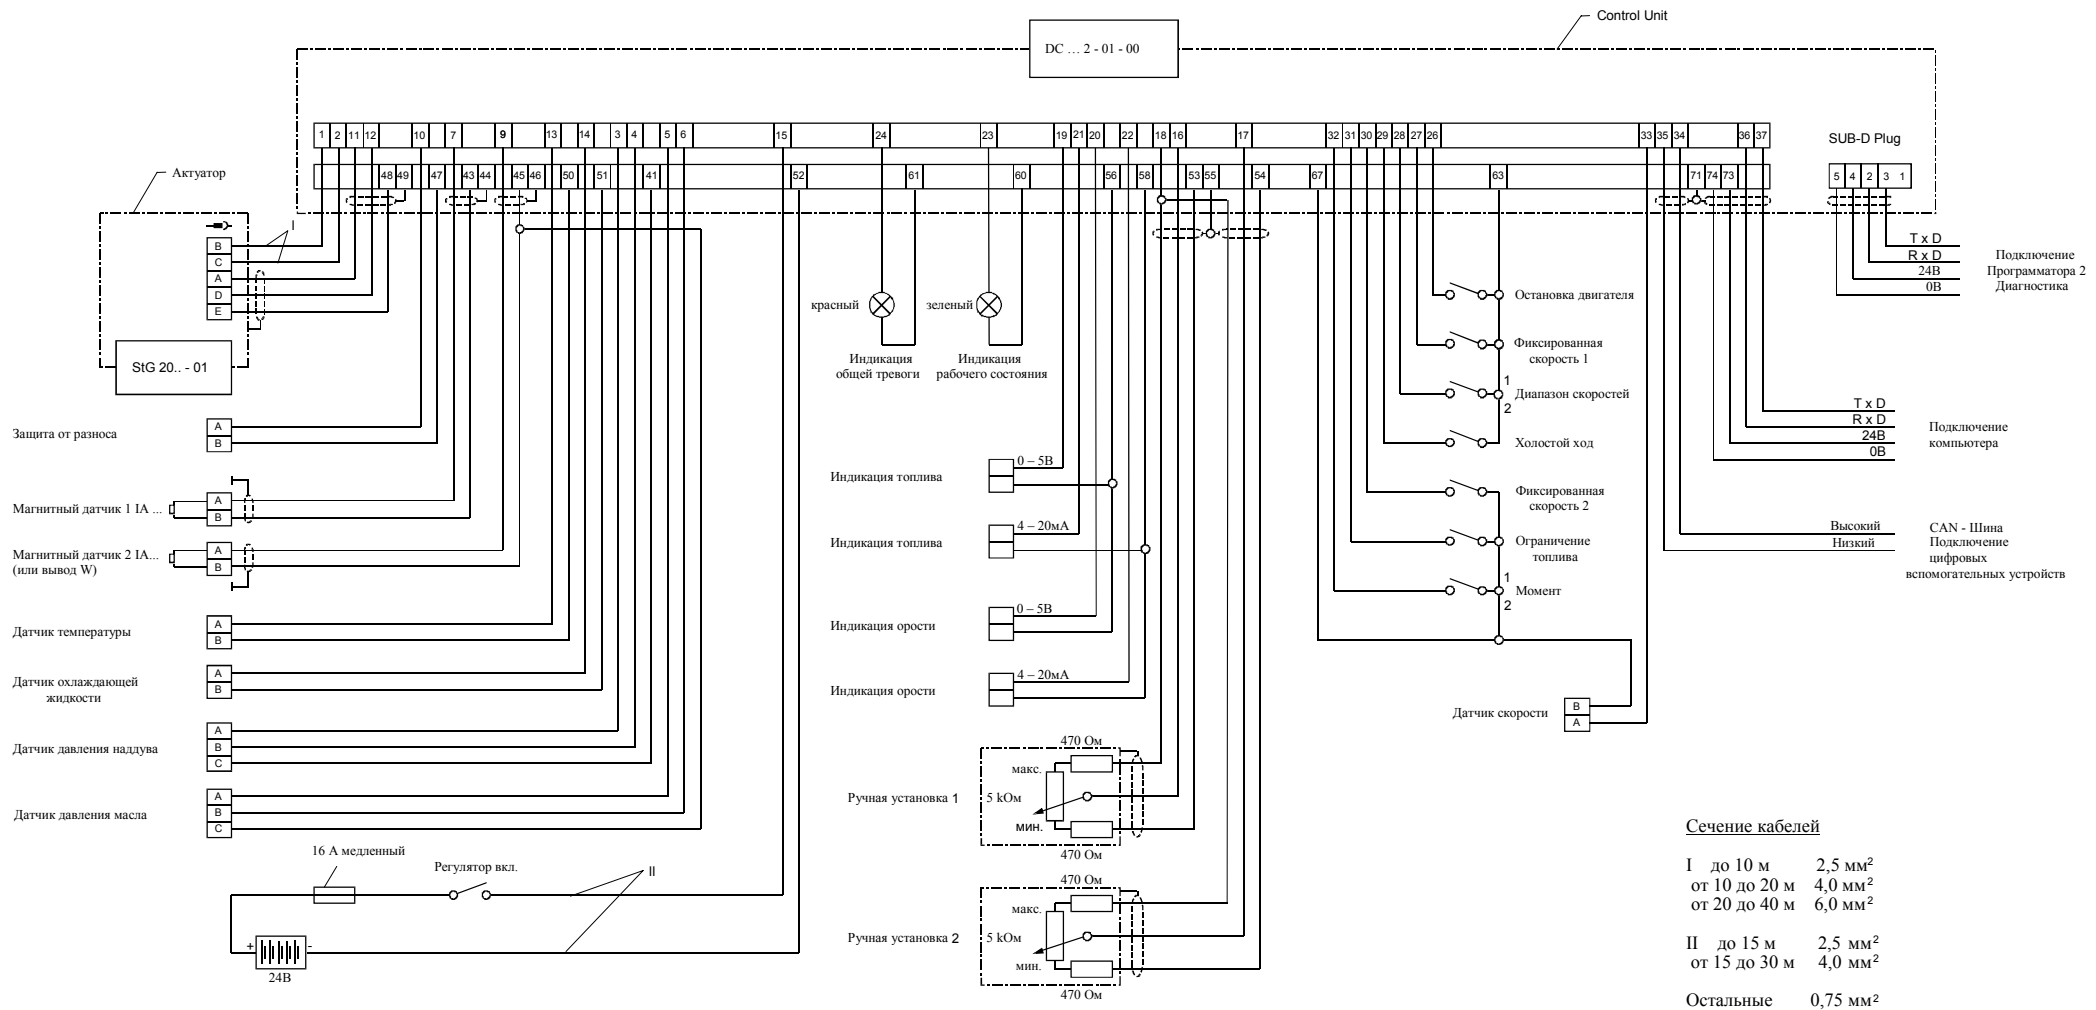 Control Unit
DC ... 2 - 01 - 00
1 2 11 12 10 7 9 13 14 3 4 5 6 15 24 23 19 21 20 22 18 16 17 32 31 30 29 28 27 26 33 35 34 36 37
SUB-D Plug
48 49 47 43 44 45 46 50 51 41 52 61 60 56 58 53 55 54 67 63 71 74 73
5 4 2 3 1
Актуатор
I
B
C
A
D
E
StG 20.. - 01
T x D
R x D
24В
0В
Подключение
Программатора 2
Диагностика
красный
Индикация
общей тревоги
зеленый
Индикация
рабочего состояния
Остановка двигателя
Фиксированная
скорость 1
1
Диапазон скоростей
2
Холостой ход
Фиксированная
скорость 2
Ограничение
топлива
1
Момент
2
T x D
R x D
24В
0В
Подключение
компьютера
Высокий
Низкий
CAN - Шина
Подключение
цифровых
вспомогательных устройств
Защита от разноса
A
B
Магнитный датчик 1 IA ...
A
B
Магнитный датчик 2 IA...
(или вывод W)
A
B
Датчик температуры
A
B
Датчик охлаждающей
жидкости
A
B
Датчик давления наддува
A
B
C
Датчик давления масла
A
B
C
Индикация топлива
0 – 5В
Индикация топлива
4 – 20мА
Индикация орости
0 – 5В
Индикация орости
4 – 20мА
Датчик скорости
B
A
470 Ом
макс.
Ручная установка 1
5 kОм
мин.
470 Ом
470 Ом
макс.
Ручная установка 2
5 kОм
мин.
470 Ом
16 А медленный
Регулятор вкл.
II
+
-
24В
Сечение кабелей
I до 10 м 2,5 мм²
от 10 до 20 м 4,0 мм²
от 20 до 40 м 6,0 мм²
II до 15 м 2,5 мм²
от 15 до 30 м 4,0 мм²
Остальные 0,75 мм²